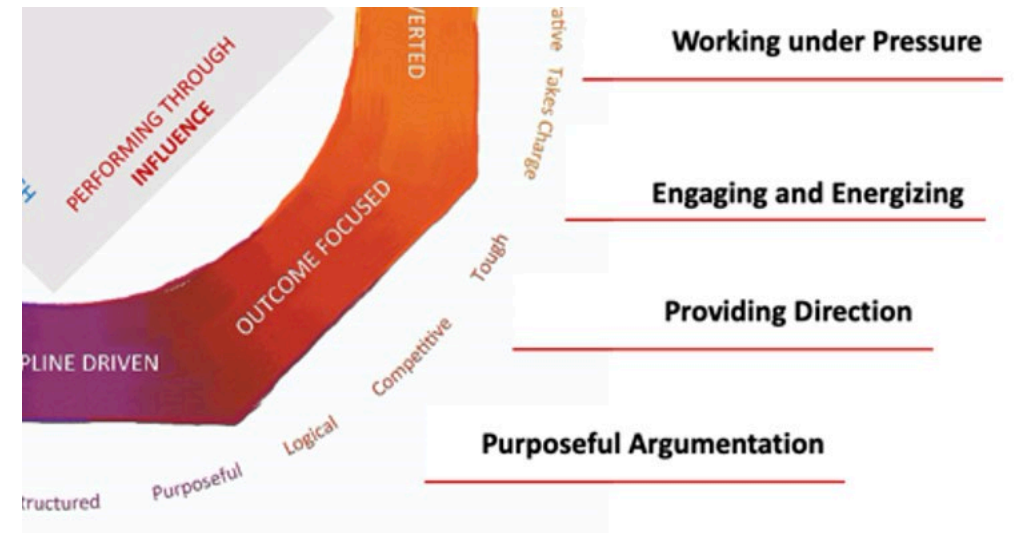 Working under Pressure
Engaging and Energizing
Providing Direction
Purposeful Argumentation
PERFORMING THROUGH
INFLUENCE
VERTED
OUTCOME FOCUSED
PLINE DRIVEN
ative
Takes Charge
Tough
Competitive
Logical
Purposeful
tructured